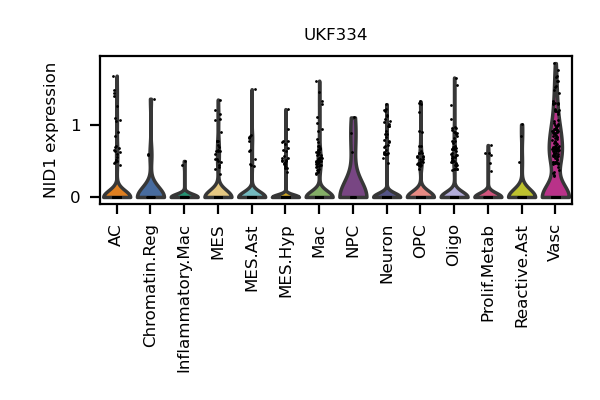 UKF334
NID1 expression
1
0
AC
Chromatin.Reg
Inflammatory.Mac
MES
MES.Ast
MES.Hyp
Mac
NPC
Neuron
OPC
Oligo
Prolif.Metab
Reactive.Ast
Vasc